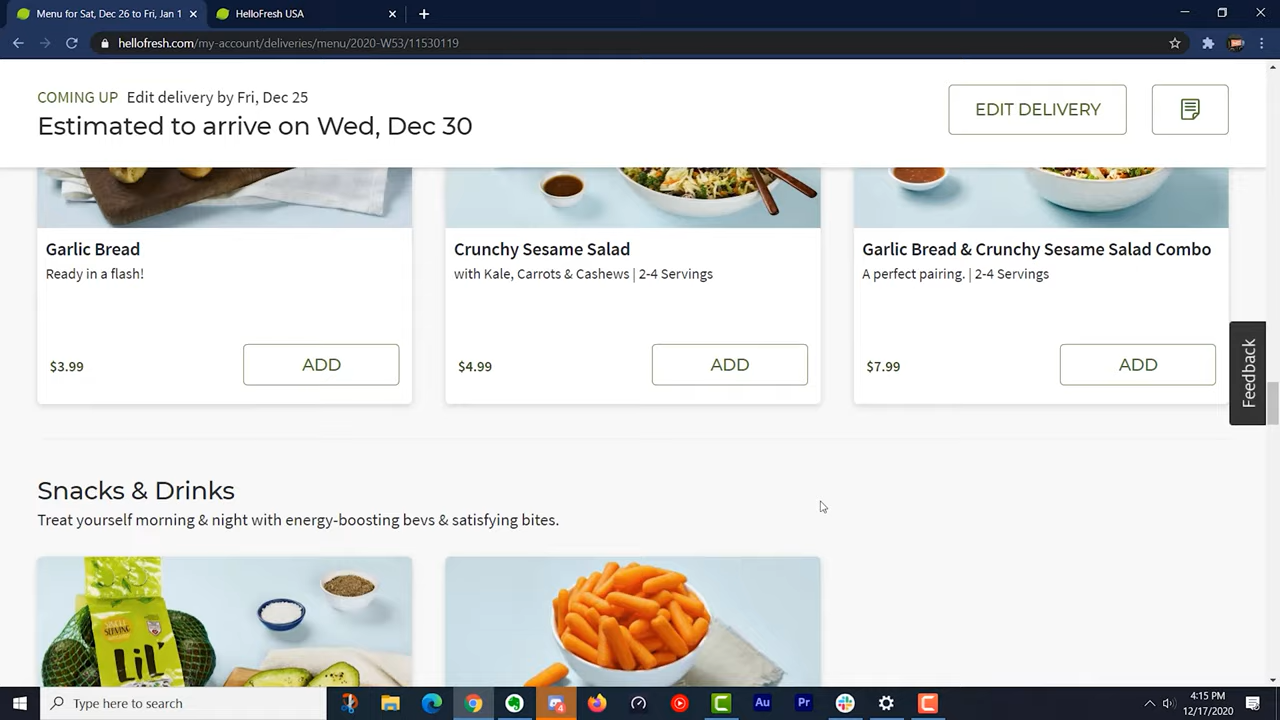 Menu for Sat, Dec 26 to Fri, Jan 1
HelloFresh USA
hellofresh.com/my-account/deliveries/menu/2020-W53/11530119
COMING UP Edit delivery by Fri, Dec 25
Estimated to arrive on Wed, Dec 30
EDIT DELIVERY
Garlic Bread
Ready in a flash!
$3.99
ADD
Crunchy Sesame Salad
with Kale, Carrots & Cashews | 2-4 Servings
$4.99
ADD
Garlic Bread & Crunchy Sesame Salad Combo
A perfect pairing. | 2-4 Servings
$7.99
ADD
Feedback
Snacks & Drinks
Treat yourself morning & night with energy-boosting bevs & satisfying bites.
SINGLE
SERVING
LiL'
Type here to search
Au
Pr
4:15 PM
12/17/2020